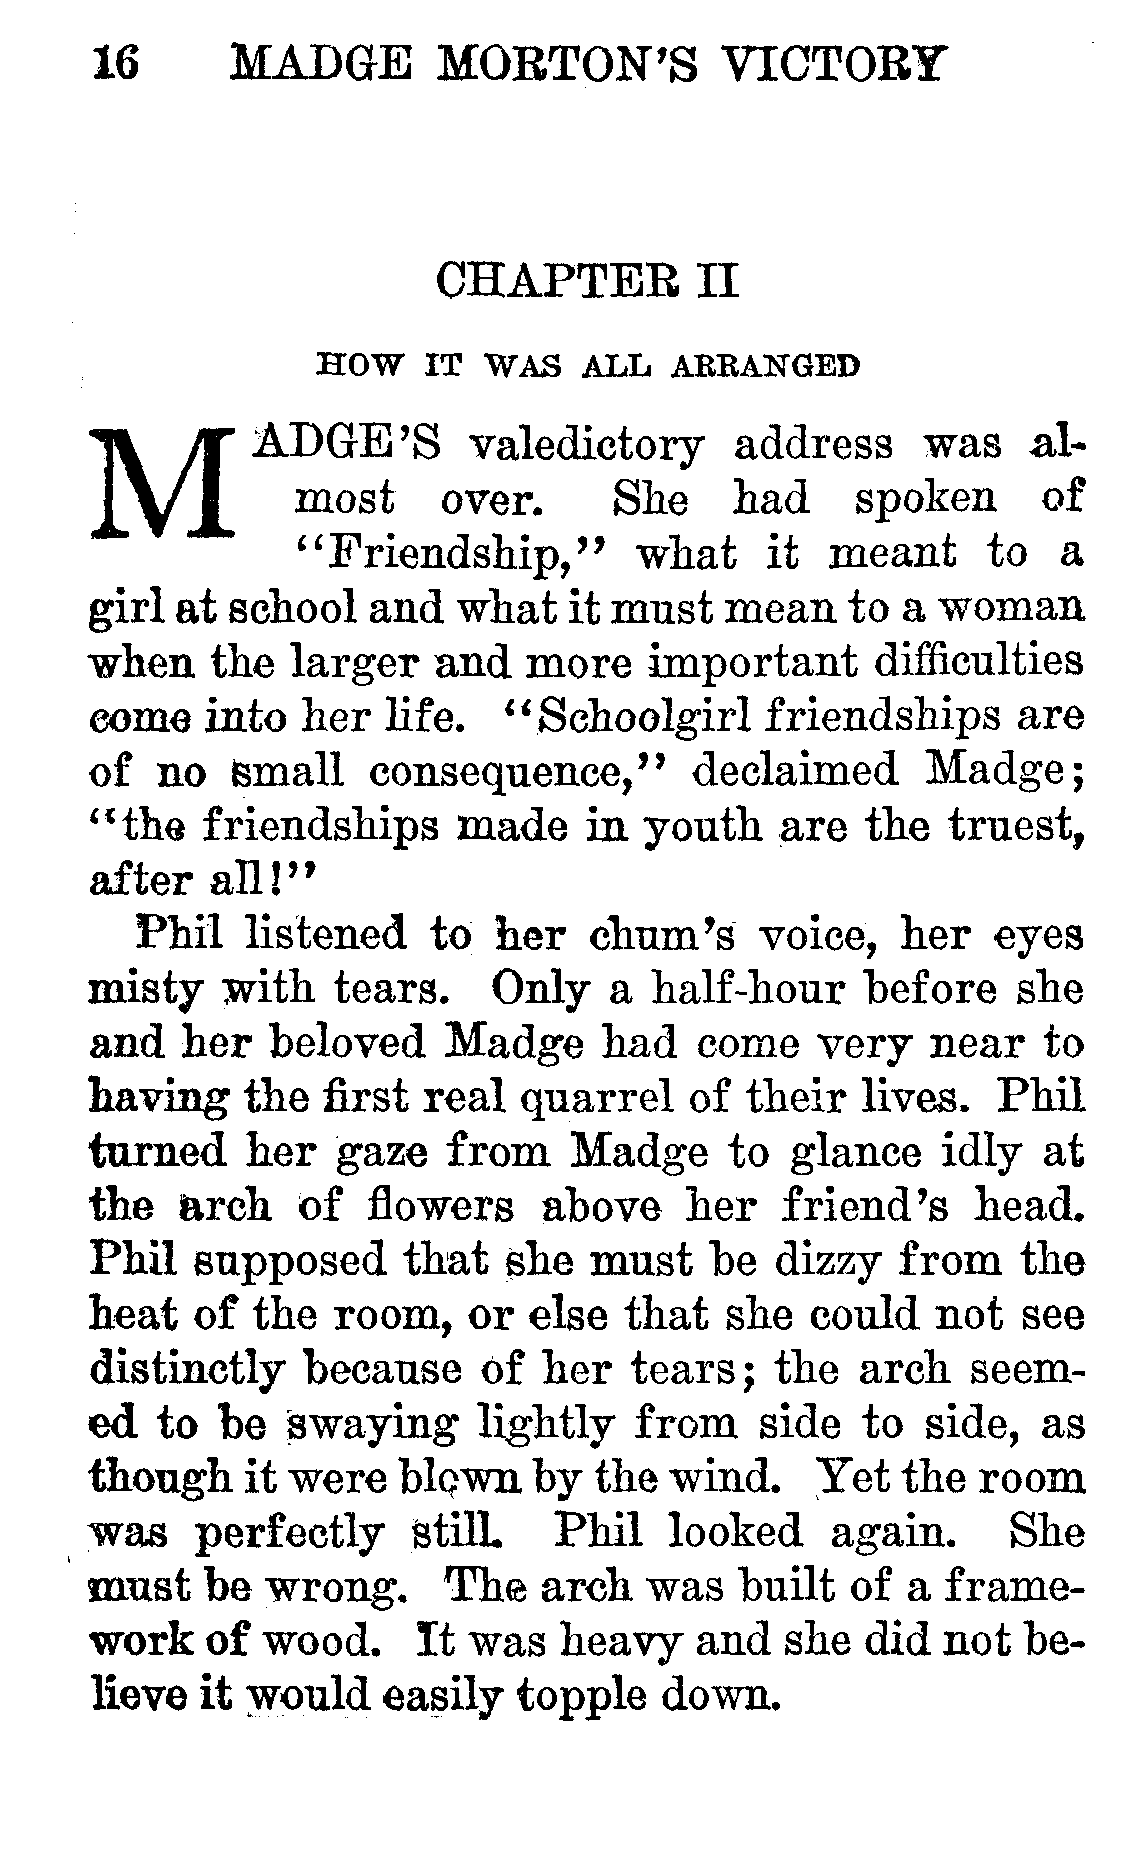 16 MADGE MORTON'S VICTORY
CHAPTER II
HOW IT WAS ALL ARRANGED
MADGE'S valedictory address was al-
most over. She had spoken of
"Friendship," what it meant to a
girl at school and what it must mean to a woman
when the larger and more important difficulties
come into her life. "Schoolgirl friendships are
of no small consequence," declaimed Madge;
"the friendships made in youth are the truest,
after all!"
Phil listened to her chum's voice, her eyes
misty with tears. Only a half-hour before she
and her beloved Madge had come very near to
having the first real quarrel of their lives. Phil
turned her gaze from Madge to glance idly at
the arch of flowers above her friend's head.
Phil supposed that she must be dizzy from the
heat of the room, or else that she could not see
distinctly because of her tears; the arch seem-
ed to be swaying lightly from side to side, as
though it were blown by the wind. Yet the room
was perfectly still. Phil looked again. She
must be wrong. The arch was built of a frame-
work of wood. It was heavy and she did not be-
lieve it would easily topple down.